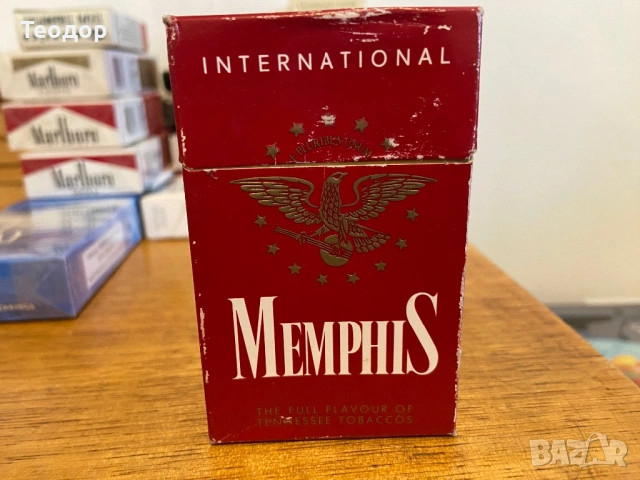 Теодор
INTERNATIONAL
MEMPHIS
THE FULL FLAVOUR OF
TENNESSEE TOBACCOS
Marlboro
Marlboro
Marlboro
BAZAR